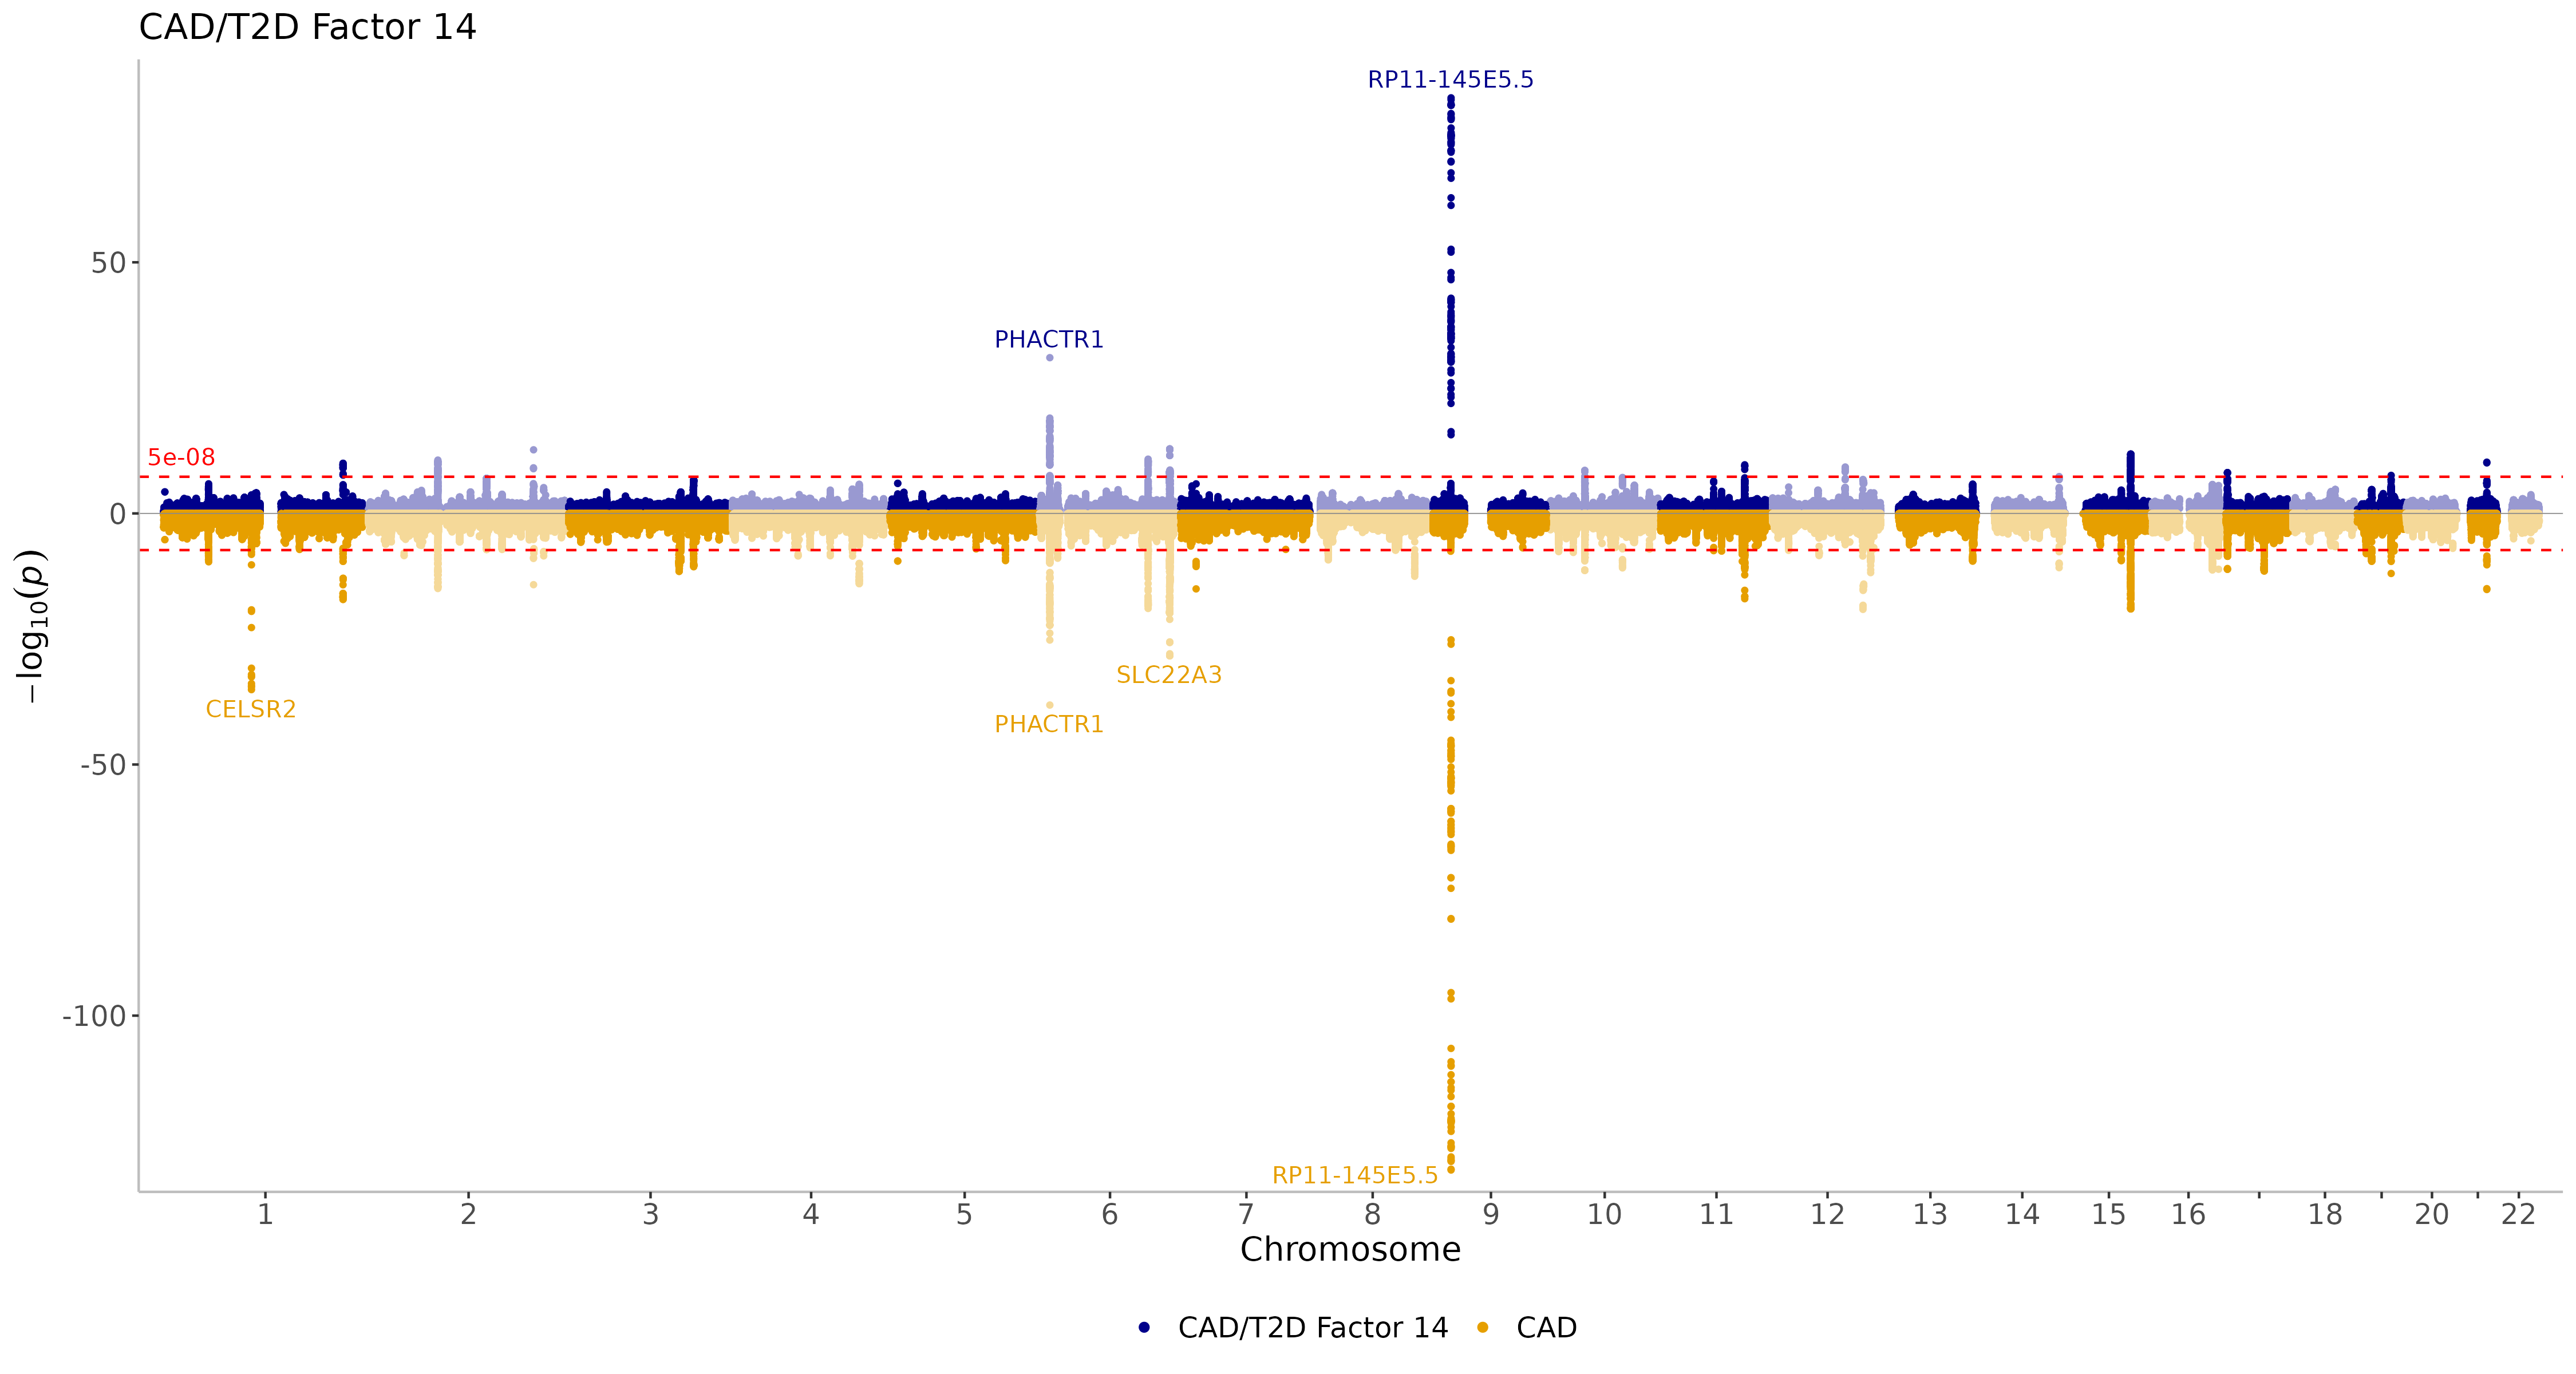 CAD/T2D Factor 14
RP11-145E5.5
50
PHACTR1
5e-08
0
−log10(p)
SLC22A3
CELSR2
PHACTR1
-50
-100
RP11-145E5.5
1 2 3 4 5 6 7 8 9 10 11 12 13 14 15 16 18 20 22
Chromosome
CAD/T2D Factor 14 CAD